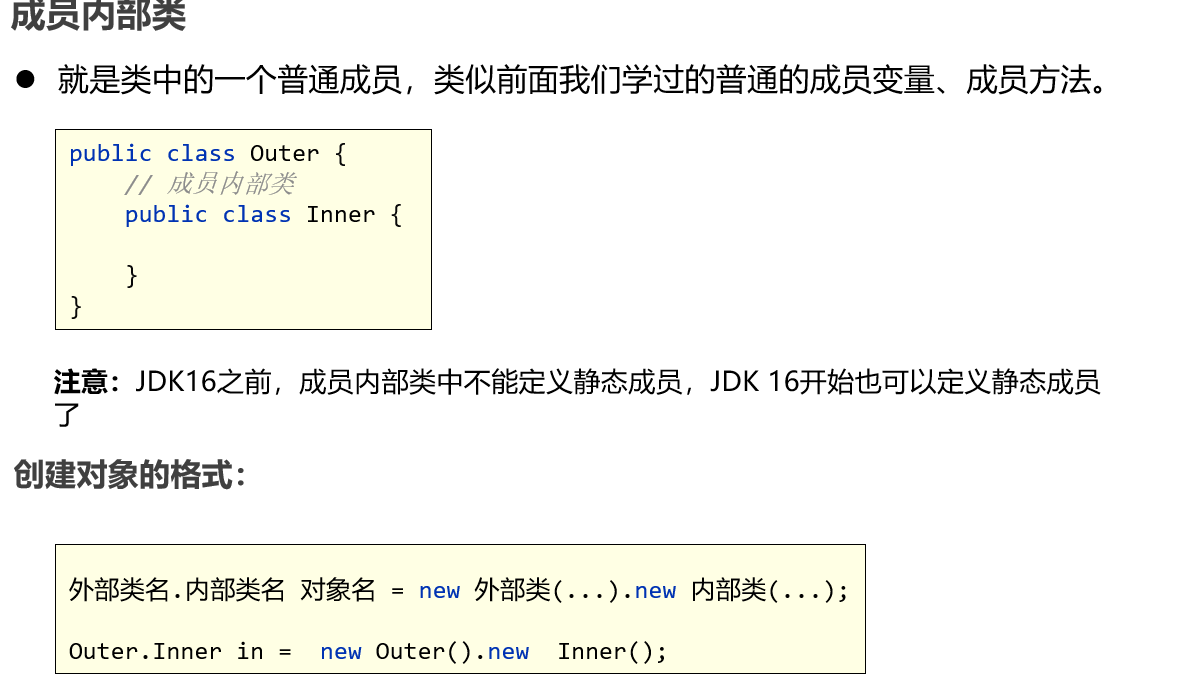 成员内部类
● 就是类中的一个普通成员，类似前面我们学过的普通的成员变量、成员方法。
public class Outer {
    // 成员内部类
    public class Inner {
    }
}
注意：JDK16之前，成员内部类中不能定义静态成员，JDK 16开始也可以定义静态成员
了
创建对象的格式：
外部类名.内部类名 对象名 = new 外部类(...).new 内部类(...);
Outer.Inner in =  new Outer().new  Inner();